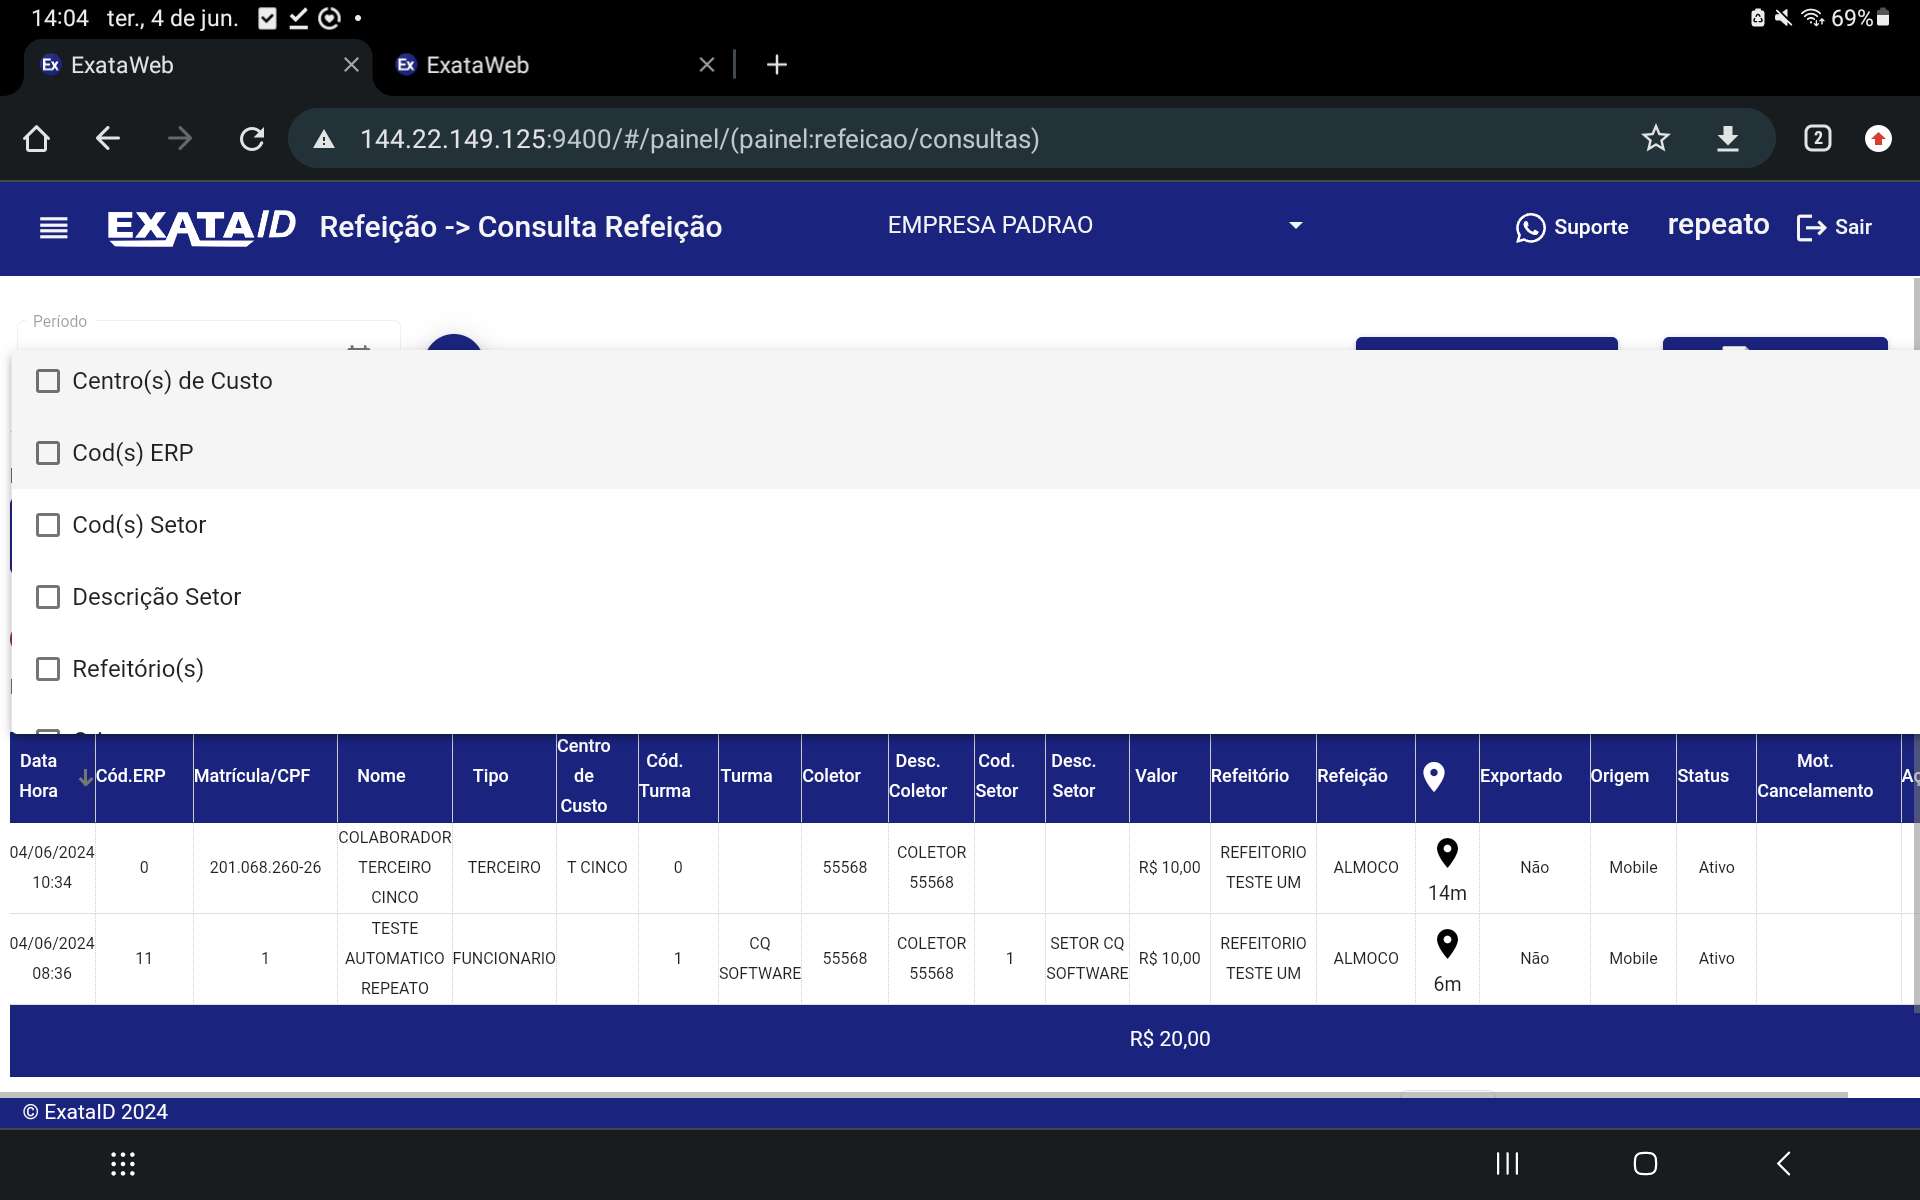 14:04 ter., 4 de jun. 69%
Ex ExataWeb Ex ExataWeb
144.22.149.125:9400/#/painel/(painel:refeicao/consultas) 2
EXATAID Refeição -> Consulta Refeição EMPRESA PADRAO Suporte repeato Sair
Período
Centro(s) de Custo
Cod(s) ERP
Cod(s) Setor
Descrição Setor
Refeitório(s)
Data Hora Cód.ERP Matrícula/CPF Nome Tipo Centro de Custo Cód. Turma Turma Coletor Desc. Coletor Cod. Setor Desc. Setor Valor Refeitório Refeição Exportado Origem Status Mot. Cancelamento
04/06/2024 10:34 0 201.068.260-26 COLABORADOR TERCEIRO CINCO TERCEIRO T CINCO 0 55568 COLETOR 55568 R$ 10,00 REFEITORIO TESTE UM ALMOCO 14m Não Mobile Ativo
04/06/2024 08:36 11 1 TESTE AUTOMATICO REPEATO FUNCIONARIO 1 CQ SOFTWARE 55568 COLETOR 55568 1 SETOR CQ SOFTWARE R$ 10,00 REFEITORIO TESTE UM ALMOCO 6m Não Mobile Ativo
R$ 20,00
© ExataID 2024